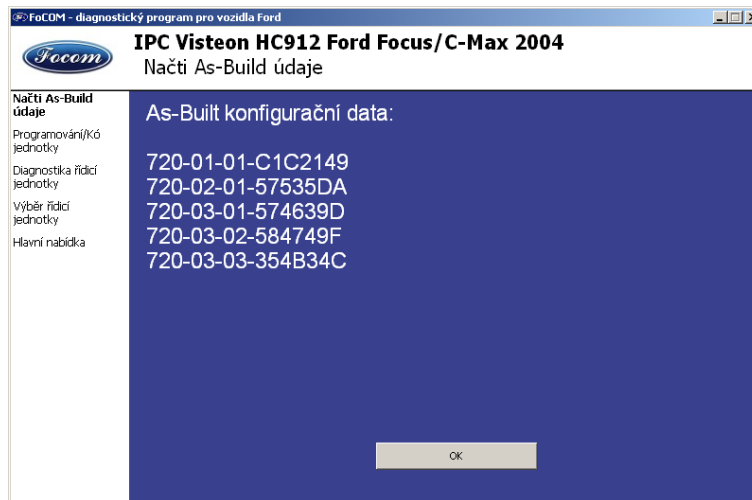 FoCOM - diagnostický program pro vozidla Ford
Focom
IPC Visteon HC912 Ford Focus/C-Max 2004
Načti As-Build údaje
Načti As-Build
údaje
Programování/Kó
jednotky
Diagnostika řídicí
jednotky
Výběr řídicí
jednotky
Hlavní nabídka
As-Built konfigurační data:
720-01-01-C1C2149
720-02-01-57535DA
720-03-01-574639D
720-03-02-584749F
720-03-03-354B34C
OK